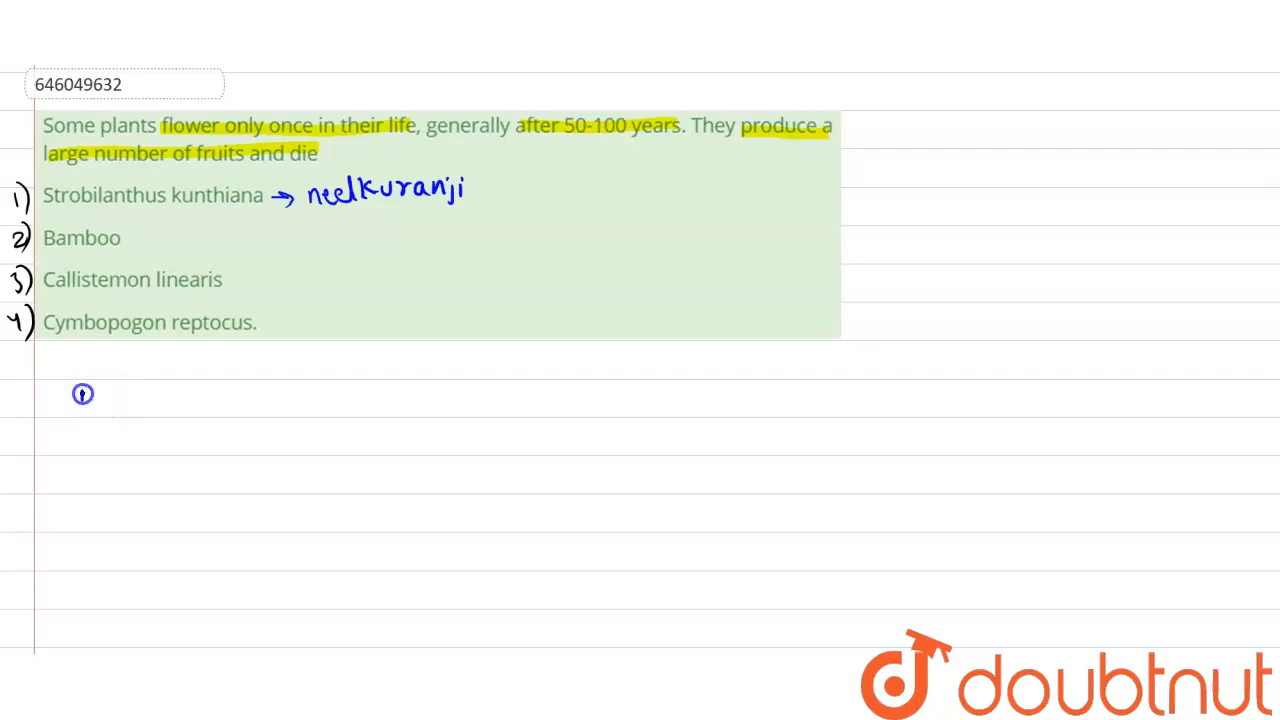 646049632
Some plants flower only once in their life, generally after 50-100 years. They produce a
large number of fruits and die
1) Strobilanthus kunthiana → neelkuranji
2) Bamboo
3) Callistemon linearis
4) Cymbopogon reptocus.
doubtnut